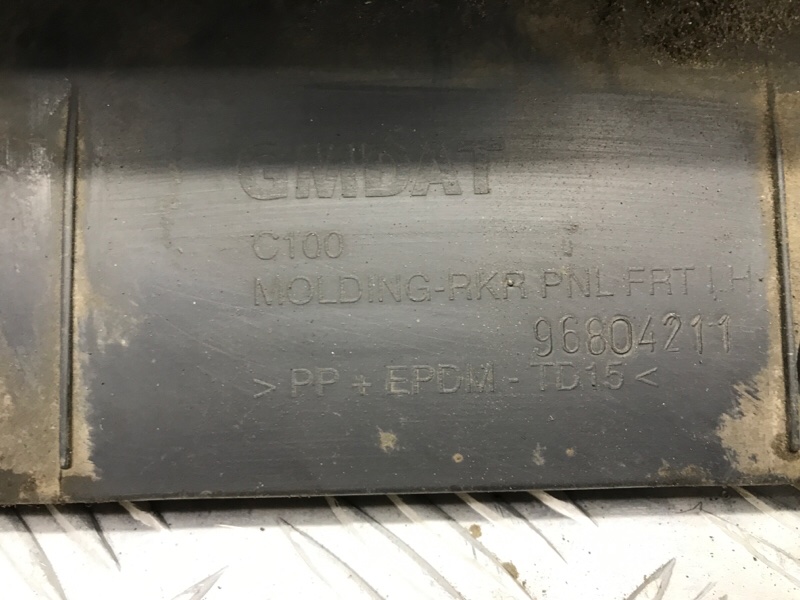 GMDAT
C100
MOLDING-RKR PNL FRT LH
96804211
> PP + EPDM - TD15 <